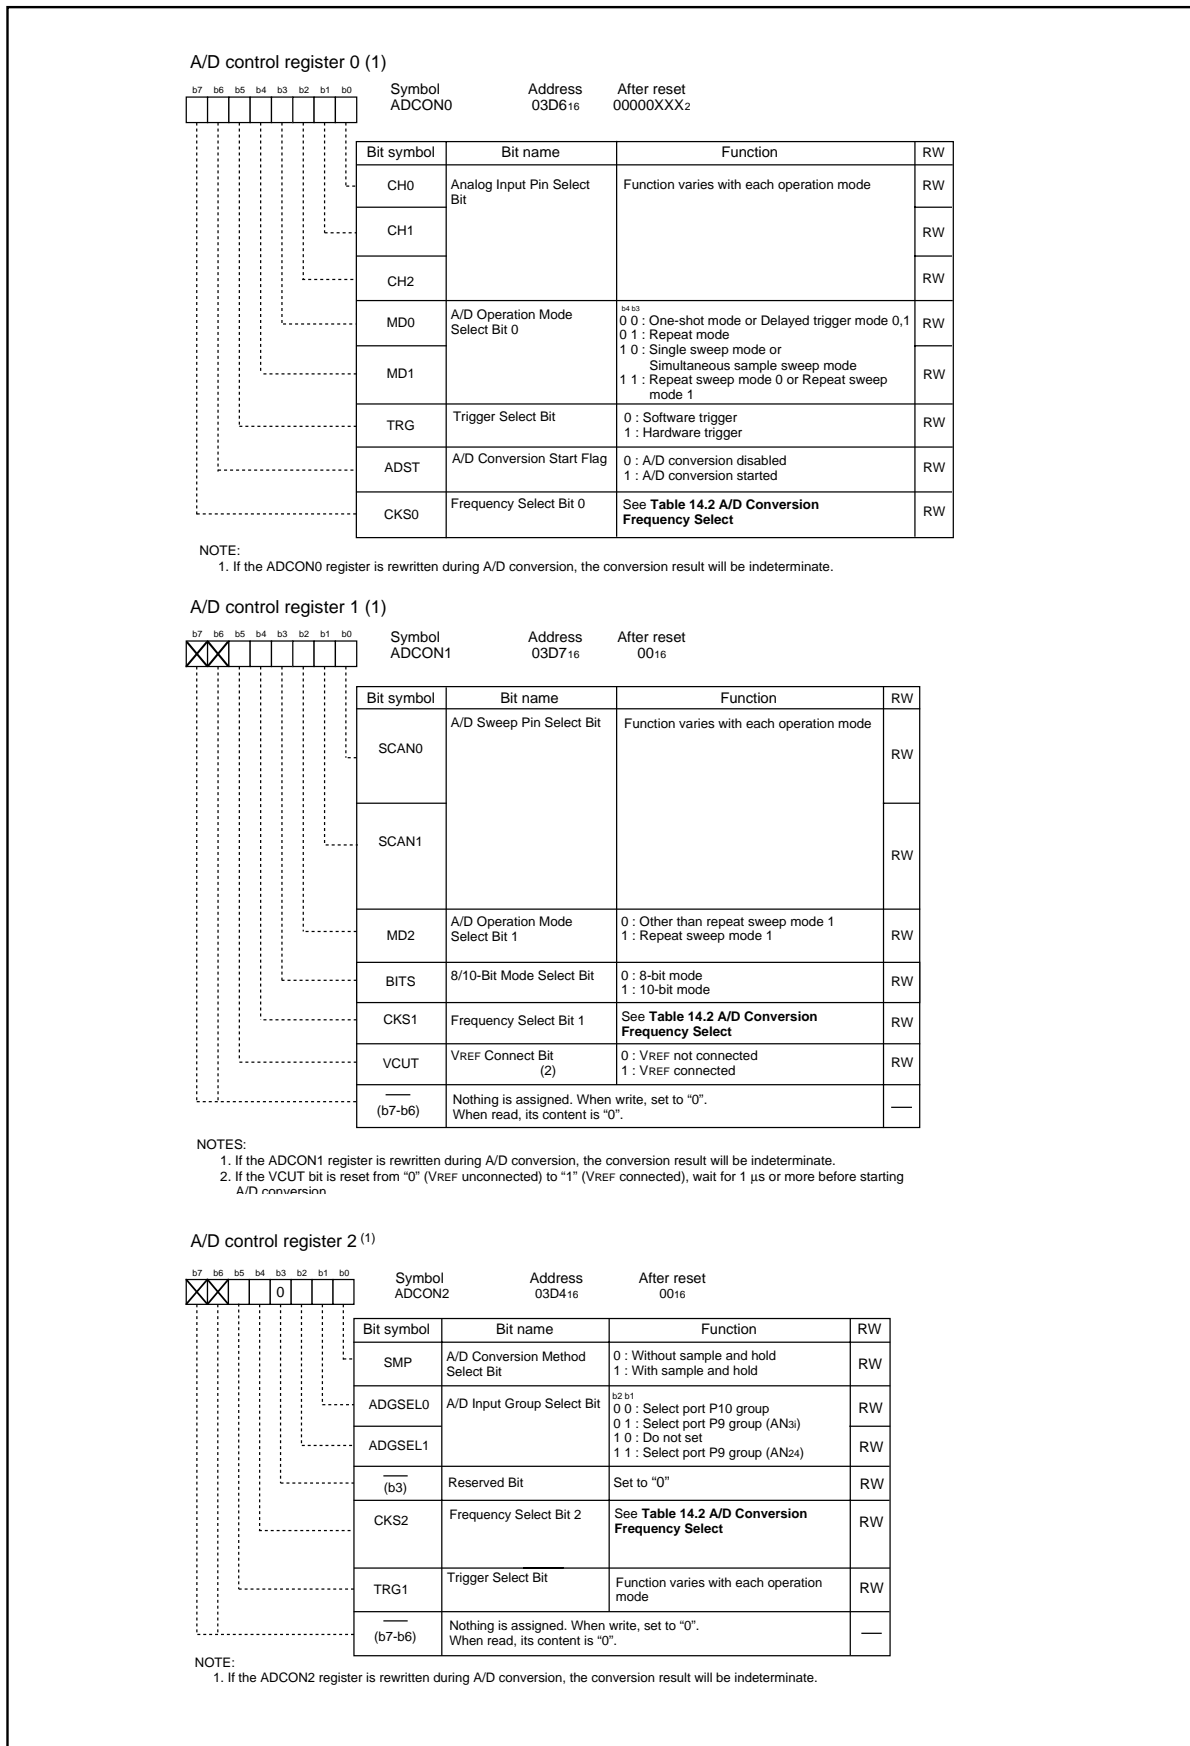 A/D control register 0 (1)
b7 b6 b5 b4 b3 b2 b1 b0
Symbol Address After reset
ADCON0 03D616 00000XXX2
Bit symbol Bit name Function RW
CH0 Analog Input Pin Select Function varies with each operation mode RW
Bit
CH1 RW
CH2 RW
MD0 A/D Operation Mode b4 b3 RW
Select Bit 0 0 0 : One-shot mode or Delayed trigger mode 0,1
0 1 : Repeat mode
1 0 : Single sweep mode or
Simultaneous sample sweep mode
MD1 1 1 : Repeat sweep mode 0 or Repeat sweep RW
mode 1
TRG Trigger Select Bit 0 : Software trigger RW
1 : Hardware trigger
ADST A/D Conversion Start Flag 0 : A/D conversion disabled RW
1 : A/D conversion started
CKS0 Frequency Select Bit 0 See Table 14.2 A/D Conversion RW
Frequency Select
NOTE:
1. If the ADCON0 register is rewritten during A/D conversion, the conversion result will be indeterminate.
A/D control register 1 (1)
b7 b6 b5 b4 b3 b2 b1 b0
Symbol Address After reset
ADCON1 03D716 0016
Bit symbol Bit name Function RW
A/D Sweep Pin Select Bit Function varies with each operation mode
SCAN0 RW
SCAN1 RW
MD2 A/D Operation Mode 0 : Other than repeat sweep mode 1 RW
Select Bit 1 1 : Repeat sweep mode 1
BITS 8/10-Bit Mode Select Bit 0 : 8-bit mode RW
1 : 10-bit mode
CKS1 Frequency Select Bit 1 See Table 14.2 A/D Conversion RW
Frequency Select
VCUT VREF Connect Bit 0 : VREF not connected RW
(2) 1 : VREF connected
(b7-b6) Nothing is assigned. When write, set to “0”.
When read, its content is “0”.
NOTES:
1. If the ADCON1 register is rewritten during A/D conversion, the conversion result will be indeterminate.
2. If the VCUT bit is reset from “0” (VREF unconnected) to “1” (VREF connected), wait for 1 µs or more before starting
A/D conversion
A/D control register 2 (1)
b7 b6 b5 b4 b3 b2 b1 b0
0
Symbol Address After reset
ADCON2 03D416 0016
Bit symbol Bit name Function RW
SMP A/D Conversion Method 0 : Without sample and hold RW
Select Bit 1 : With sample and hold
ADGSEL0 A/D Input Group Select Bit b2 b1 RW
0 0 : Select port P10 group
0 1 : Select port P9 group (AN3i)
ADGSEL1 1 0 : Do not set RW
1 1 : Select port P9 group (AN24)
(b3) Reserved Bit Set to “0” RW
CKS2 Frequency Select Bit 2 See Table 14.2 A/D Conversion RW
Frequency Select
TRG1 Trigger Select Bit Function varies with each operation RW
mode
(b7-b6) Nothing is assigned. When write, set to “0”.
When read, its content is “0”.
NOTE:
1. If the ADCON2 register is rewritten during A/D conversion, the conversion result will be indeterminate.